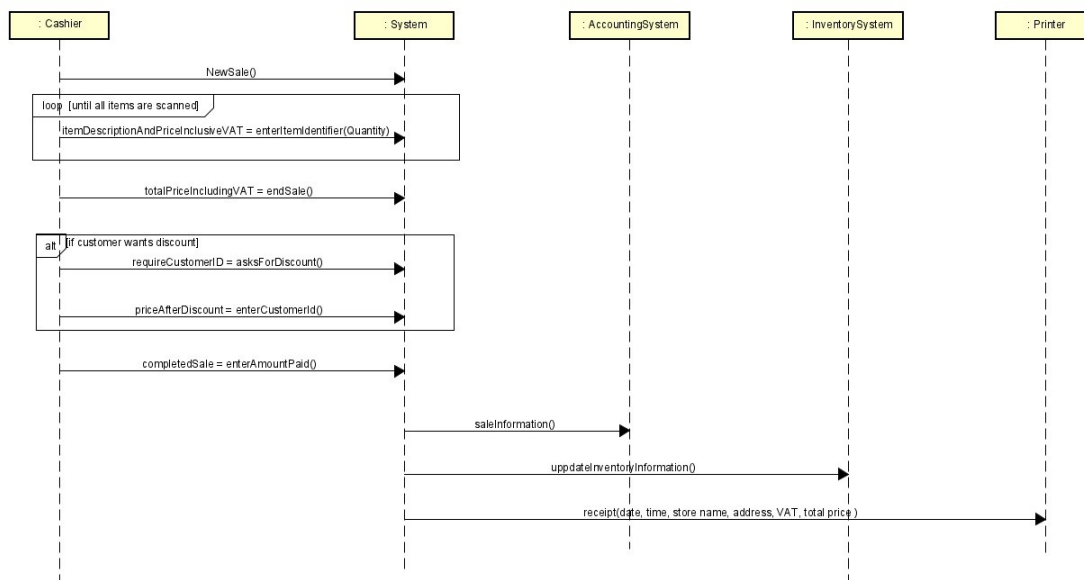 : Cashier
: System
: AccountingSystem
: InventorySystem
: Printer
NewSale()
loop [until all items are scanned]
itemDescriptionAndPriceInclusiveVAT = enterItemIdentifier(Quantity)
totalPriceIncludingVAT = endSale()
alt [if customer wants discount]
requireCustomerID = asksForDiscount()
priceAfterDiscount = enterCustomerId()
completedSale = enterAmountPaid()
saleInformation()
uppdateInventoryInformation()
receipt(date, time, store name, address, VAT, total price )